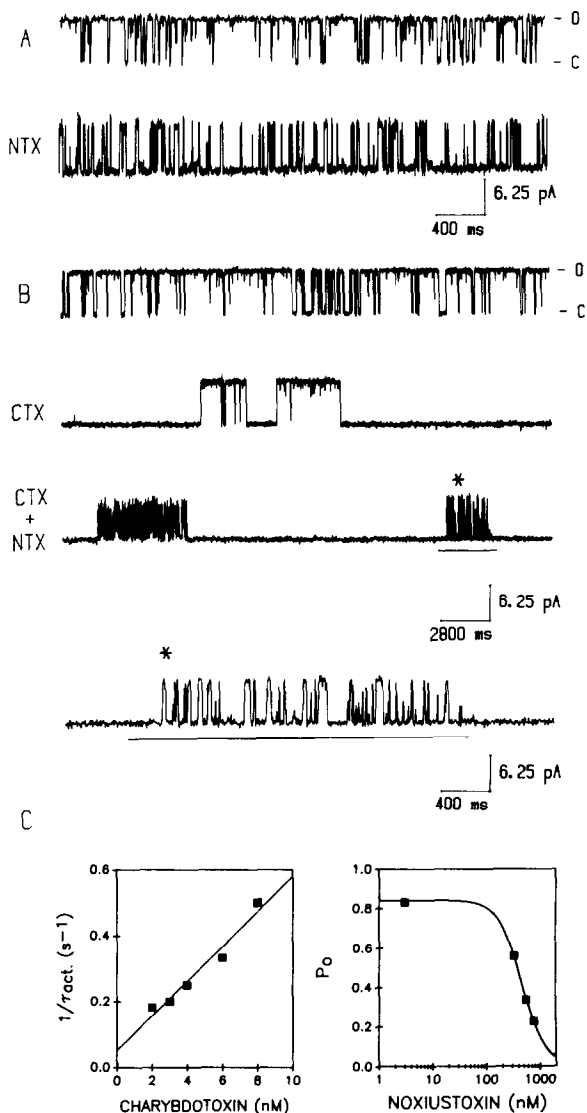 A
- O
- C
NTX
6.25 pA
400 ms
B
- O
- C
CTX
CTX
+
NTX
*
6.25 pA
2800 ms
*
6.25 pA
400 ms
C
0.6
0.4
0.2
0.0
1/τact. (s−1)
0 2 4 6 8 10
CHARYBDOTOXIN (nM)
1.0
0.8
0.6
0.4
0.2
0.0
Po
1 10 100 1000
NOXIUSTOXIN (nM)